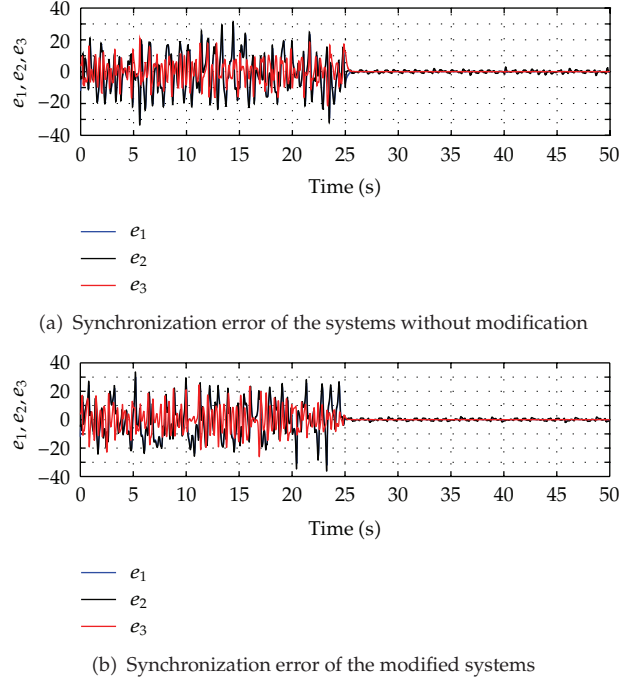 40
20
0
−20
−40
e1, e2, e3
0 5 10 15 20 25 30 35 40 45 50
Time (s)
e1
e2
e3
(a) Synchronization error of the systems without modification
40
20
0
−20
−40
e1, e2, e3
0 5 10 15 20 25 30 35 40 45 50
Time (s)
e1
e2
e3
(b) Synchronization error of the modified systems